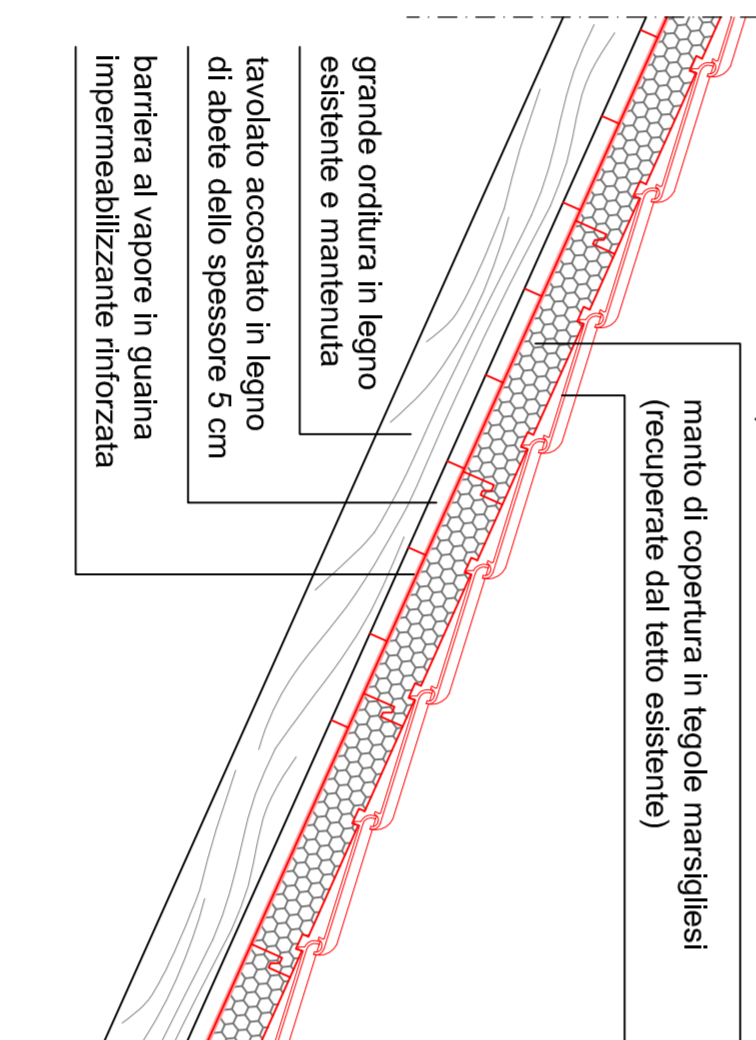 manto di copertura in tegole marsigliesi
(recuperate dal tetto esistente)
grande orditura in legno
esistente e mantenuta
tavolato accostato in legno
di abete dello spessore 5 cm
barriera al vapore in guaina
impermeabilizzante rinforzata